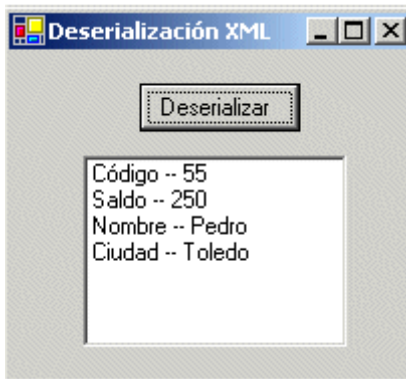 Deserialización XML
Deserializar
Código -- 55
Saldo -- 250
Nombre -- Pedro
Ciudad -- Toledo